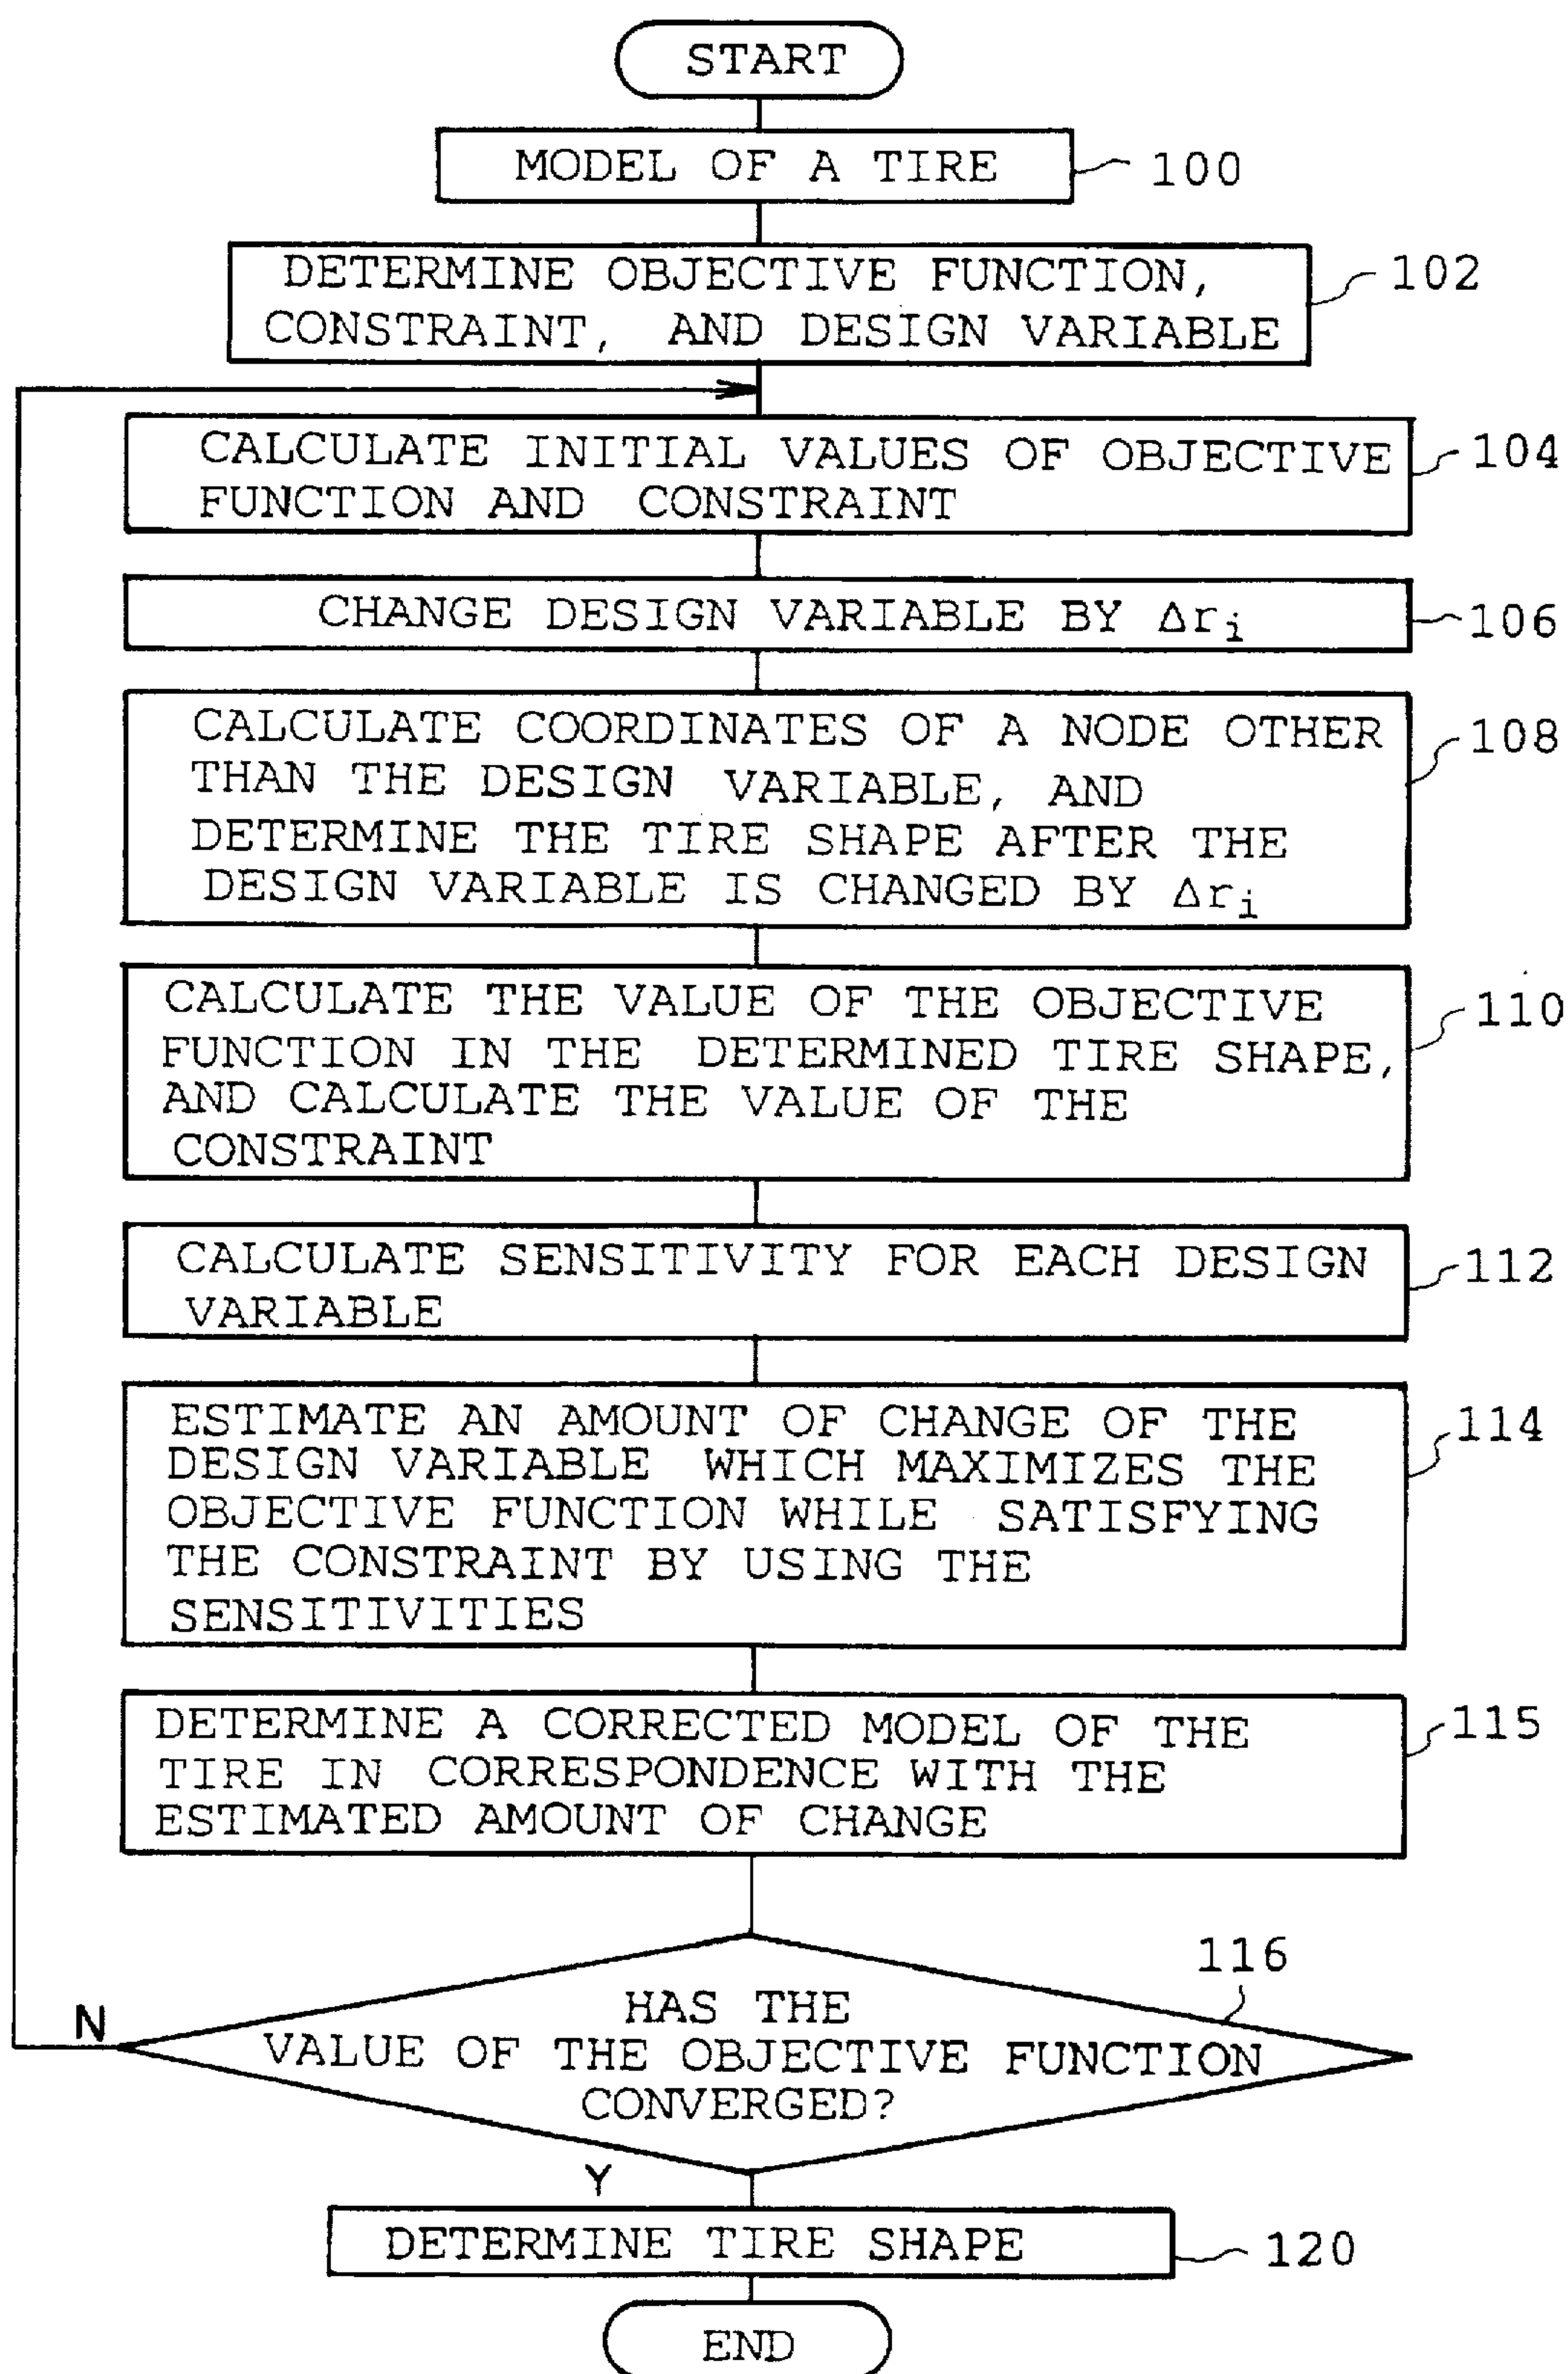 START
MODEL OF A TIRE
100
DETERMINE OBJECTIVE FUNCTION,
CONSTRAINT, AND DESIGN VARIABLE
102
CALCULATE INITIAL VALUES OF OBJECTIVE
FUNCTION AND CONSTRAINT
104
CHANGE DESIGN VARIABLE BY Δri
106
CALCULATE COORDINATES OF A NODE OTHER
THAN THE DESIGN VARIABLE, AND
DETERMINE THE TIRE SHAPE AFTER THE
DESIGN VARIABLE IS CHANGED BY Δri
108
CALCULATE THE VALUE OF THE OBJECTIVE
FUNCTION IN THE DETERMINED TIRE SHAPE,
AND CALCULATE THE VALUE OF THE
CONSTRAINT
110
CALCULATE SENSITIVITY FOR EACH DESIGN
VARIABLE
112
ESTIMATE AN AMOUNT OF CHANGE OF THE
DESIGN VARIABLE WHICH MAXIMIZES THE
OBJECTIVE FUNCTION WHILE SATISFYING
THE CONSTRAINT BY USING THE
SENSITIVITIES
114
DETERMINE A CORRECTED MODEL OF THE
TIRE IN CORRESPONDENCE WITH THE
ESTIMATED AMOUNT OF CHANGE
115
116
HAS THE
VALUE OF THE OBJECTIVE FUNCTION
CONVERGED?
N
Y
DETERMINE TIRE SHAPE
120
END